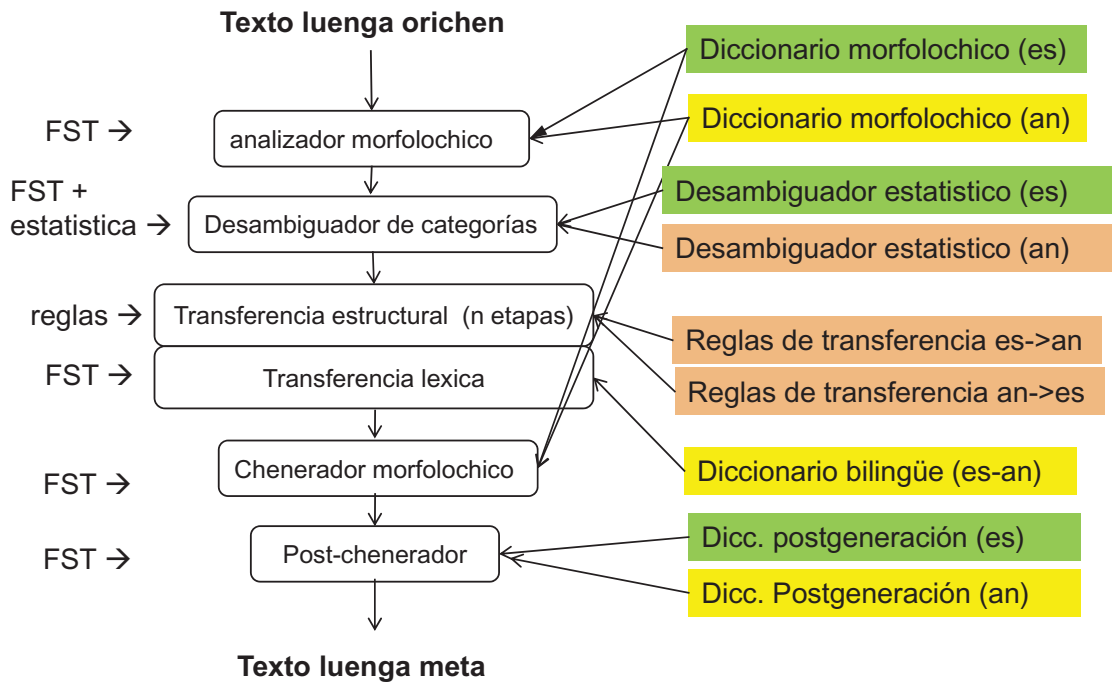 Texto luenga orichen
Diccionario morfolochico (es)
FST →
analizador morfolochico
Diccionario morfolochico (an)
FST +
estatistica →
Desambiguador de categorías
Desambiguador estatistico (es)
Desambiguador estatistico (an)
reglas →
Transferencia estructural (n etapas)
Reglas de transferencia es->an
FST →
Transferencia lexica
Reglas de transferencia an->es
FST →
Chenerador morfolochico
Diccionario bilingüe (es-an)
FST →
Post-chenerador
Dicc. postgeneración (es)
Dicc. Postgeneración (an)
Texto luenga meta